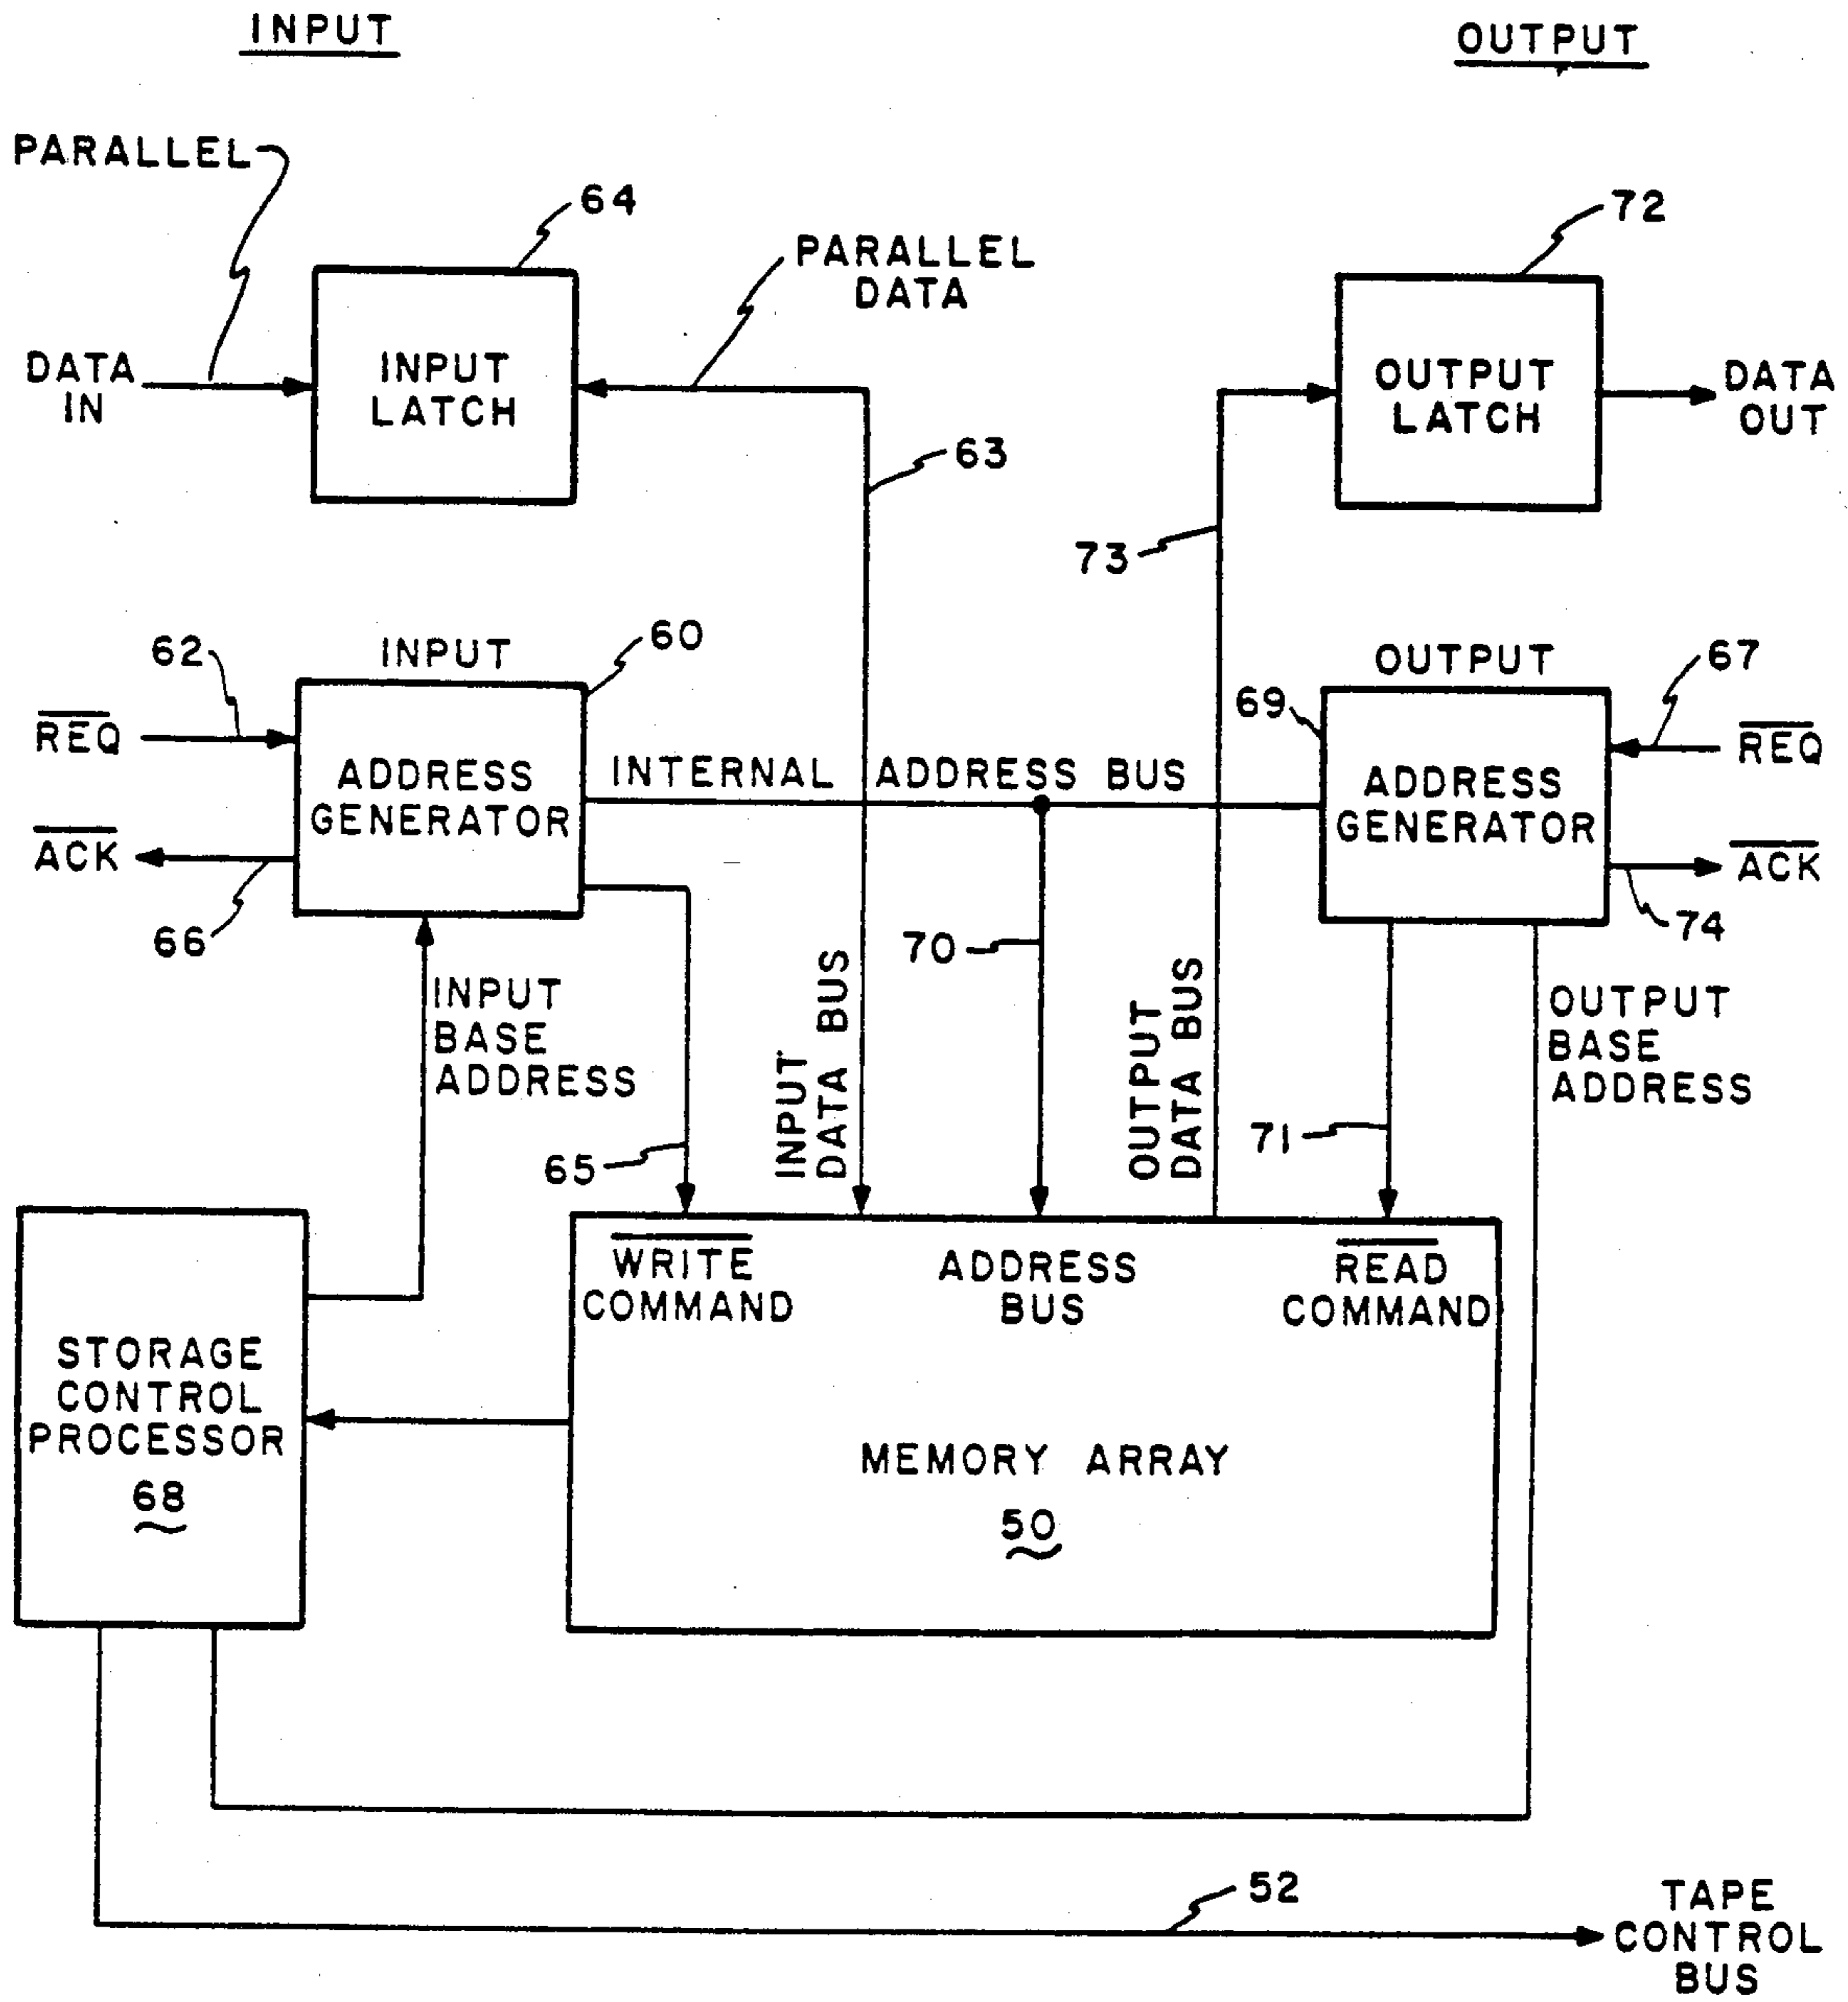 INPUT
OUTPUT
PARALLEL
64
72
PARALLEL
DATA
DATA
IN
INPUT
LATCH
OUTPUT
LATCH
DATA
OUT
63
73
62
INPUT
60
OUTPUT
67
69
REQ
REQ
ADDRESS
GENERATOR
INTERNAL ADDRESS BUS
ADDRESS
GENERATOR
ACK
ACK
66
70
74
INPUT
BASE
ADDRESS
INPUT
DATA BUS
OUTPUT
DATA BUS
OUTPUT
BASE
ADDRESS
65
71
WRITE
COMMAND
ADDRESS
BUS
READ
COMMAND
STORAGE
CONTROL
PROCESSOR
68
MEMORY ARRAY
50
52
TAPE
CONTROL
BUS